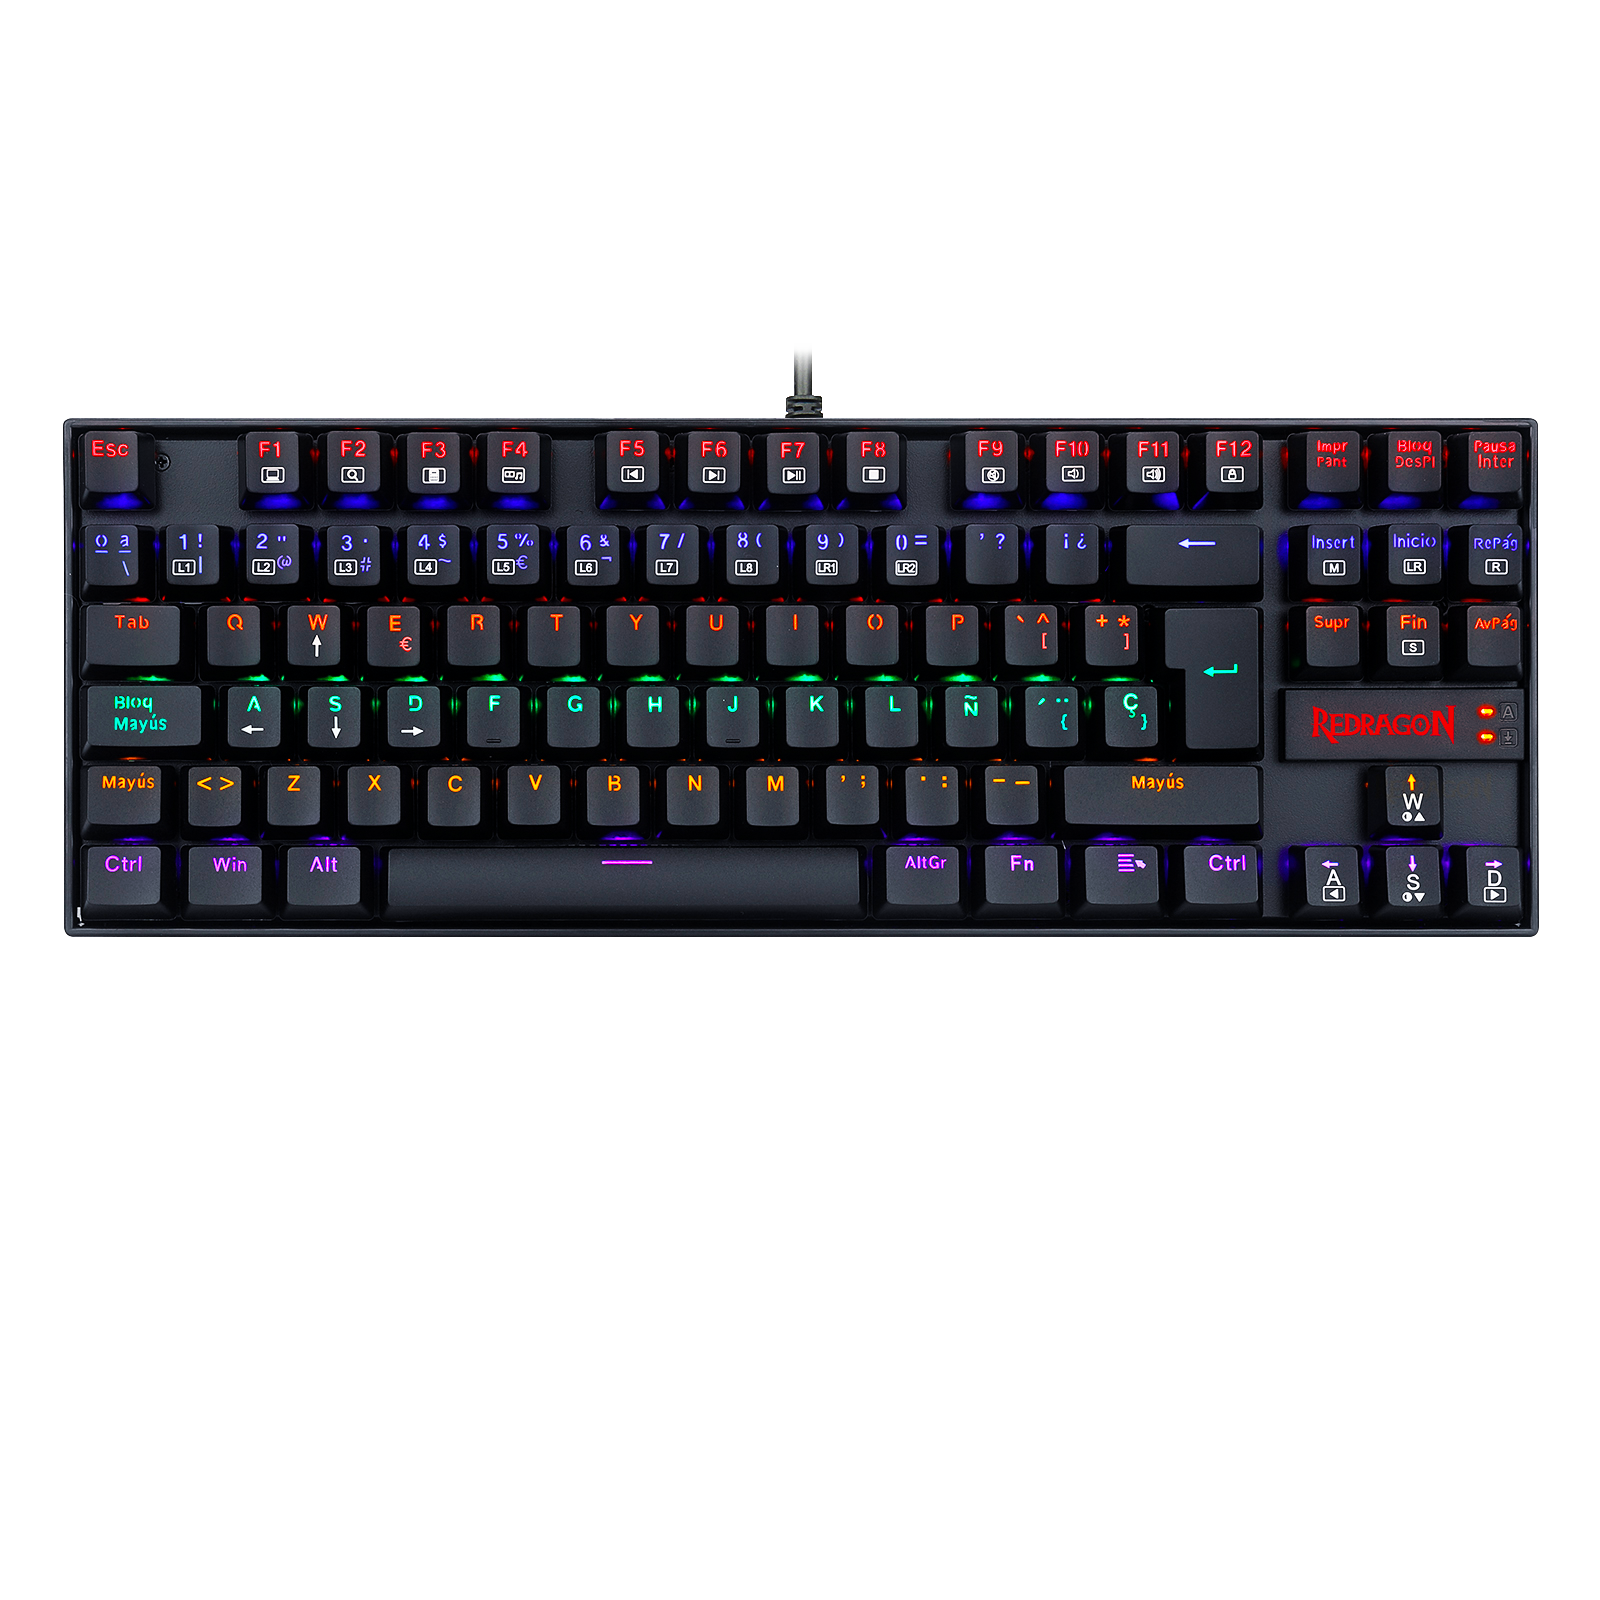 Esc F1 F2 F3 F4 F5 F6 F7 F8 F9 F10 F11 F12 Impr Bloq Pausa
Pant DesPl Inter
º ª 1 ! 2 " 3 · 4 $ 5 % 6 & 7 / 8 ( 9 ) 0 = ' ? ¡ ¿ ← Insert Inicio RePág
\ L1 | L2 @ L3 # L4 ~ L5 € L6 ¬ L7 L8 LR1 LR2 M LR R
Tab Q W E R T Y U I O P ` ^ + * Supr Fin AvPág
↑ € [ ] S
Bloq A S D F G H J K L Ñ ´ ¨ Ç
Mayús ← ↓ → { } ↵
REDRAGON A
Mayús < > Z X C V B N M , ; . : - _ Mayús ↑
W
Ctrl Win Alt AltGr Fn Ctrl ← ↓ →
A S D